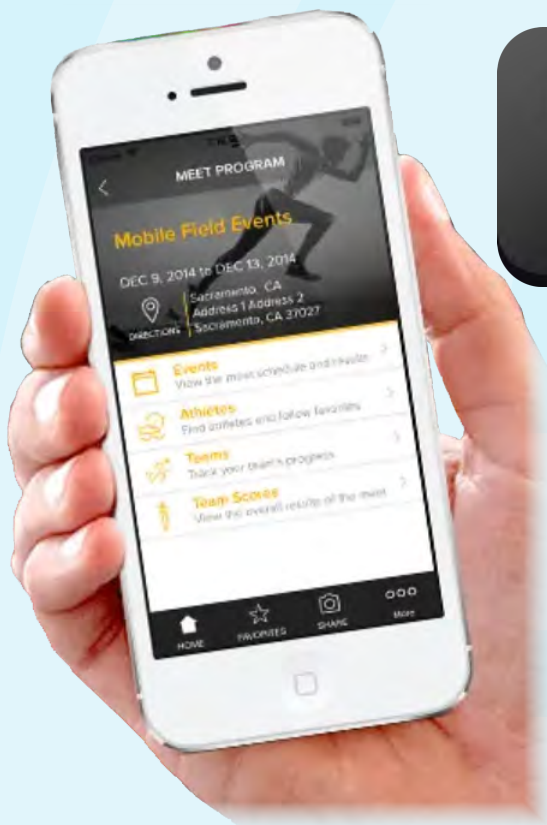 MEET PROGRAM
Mobile Field Events
DEC 9, 2014 to DEC 13, 2014
DIRECTIONS
Sacramento, CA
Address 1 Address 2
Sacramento, CA 37027
Events
View the meet schedule and results
Athletes
Find athletes and follow favorites
Teams
Track your team's progress
Team Scores
View the overall results of the meet
HOME
FAVORITES
SHARE
More